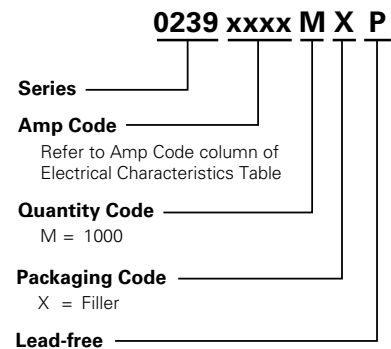 0239 xxxx M X P
Series
Amp Code
Refer to Amp Code column of
Electrical Characteristics Table
Quantity Code
M = 1000
Packaging Code
X = Filler
Lead-free